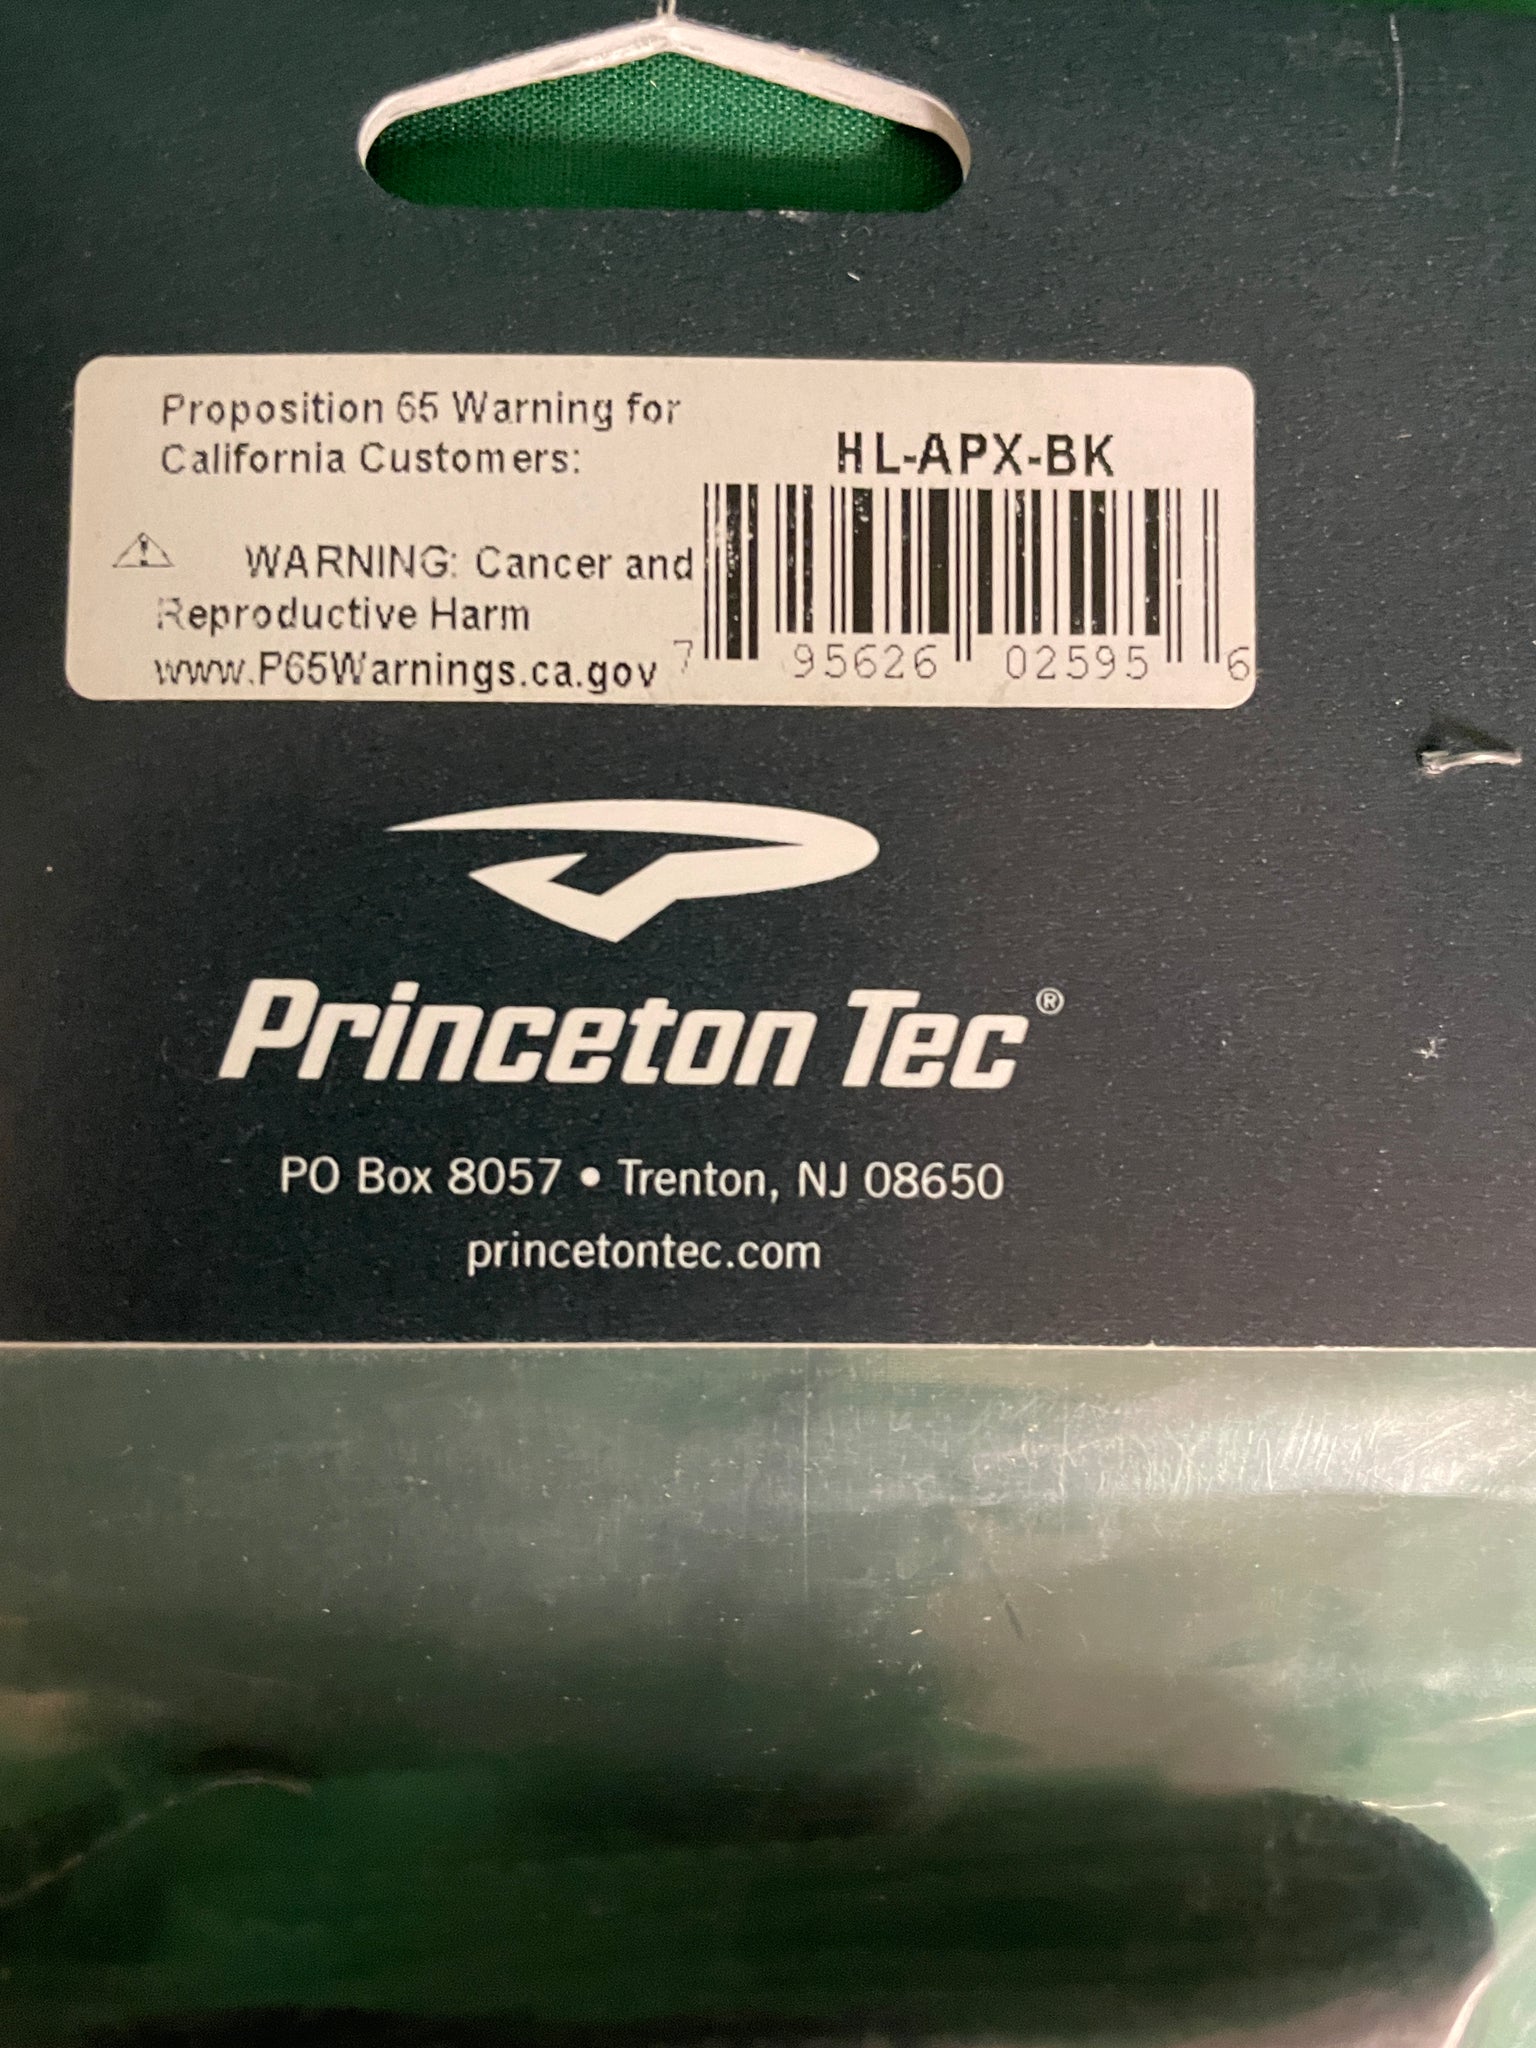 Proposition 65 Warning for
California Customers:
⚠ WARNING: Cancer and
Reproductive Harm
www.P65Warnings.ca.gov
HL-APX-BK
7 95626 02595 6
Princeton Tec®
PO Box 8057 • Trenton, NJ 08650
princetontec.com